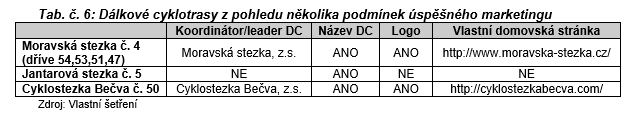 Tab. č. 6: Dálkové cyklotrasy z pohledu několika podmínek úspěšného marketingu
Koordinátor/leader DC Název DC Logo Vlastní domovská stránka
Moravská stezka č. 4
(dříve 54,53,51,47) Moravská stezka, z.s. ANO ANO http://www.moravska-stezka.cz/
Jantarová stezka č. 5 NE ANO NE NE
Cyklostezka Bečva č. 50 Cyklostezka Bečva, z.s. ANO ANO http://cyklostezkabecva.com/
Zdroj: Vlastní šetření